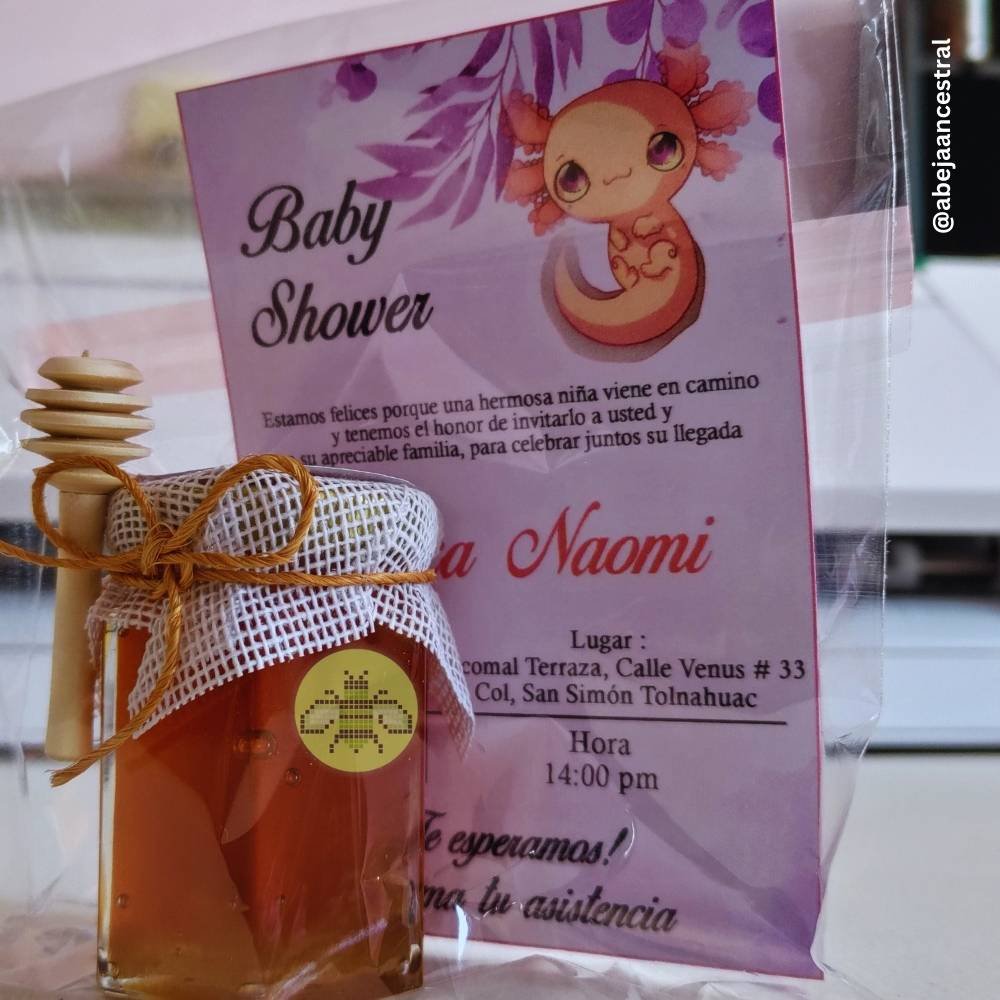 @abejaancestral
Baby
Shower
Estamos felices porque una hermosa niña viene en camino
y tenemos el honor de invitarlo a usted y
su apreciable familia, para celebrar juntos su llegada
Naomi
Lugar :
Terraza, Calle Venus # 33
Col, San Simón Tolnahuac
Hora
14:00 pm
Te esperamos!
tu asistencia